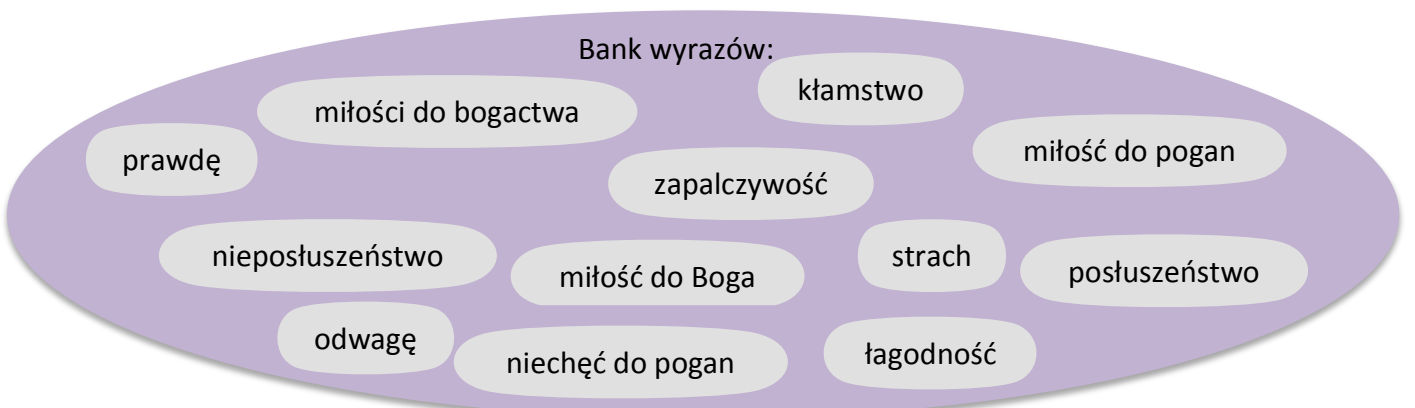 Bank wyrazów:
kłamstwo
miłości do bogactwa
miłość do pogan
prawdę
zapalczywość
nieposłuszeństwo
strach
posłuszeństwo
miłość do Boga
odwagę
łagodność
niechęć do pogan